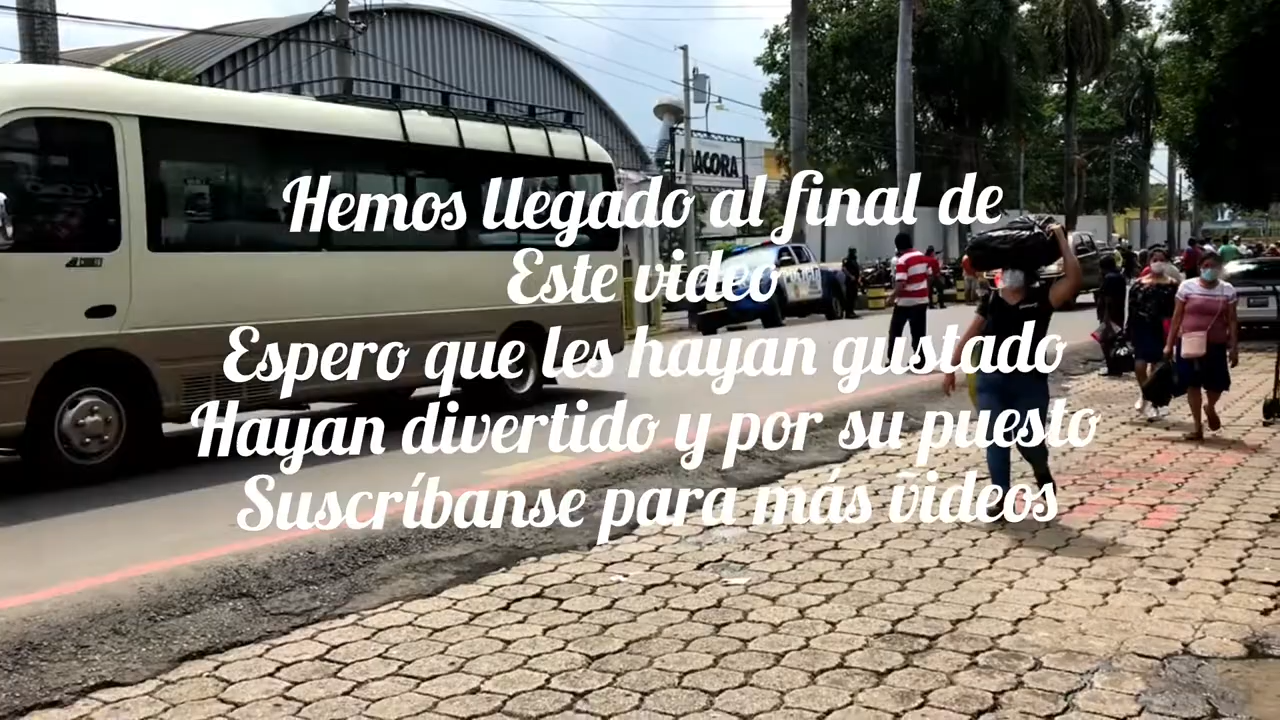 Hemos llegado al final de
Este video
Espero que les hayan gustado
Hayan divertido y por su puesto
Suscríbanse para más videos